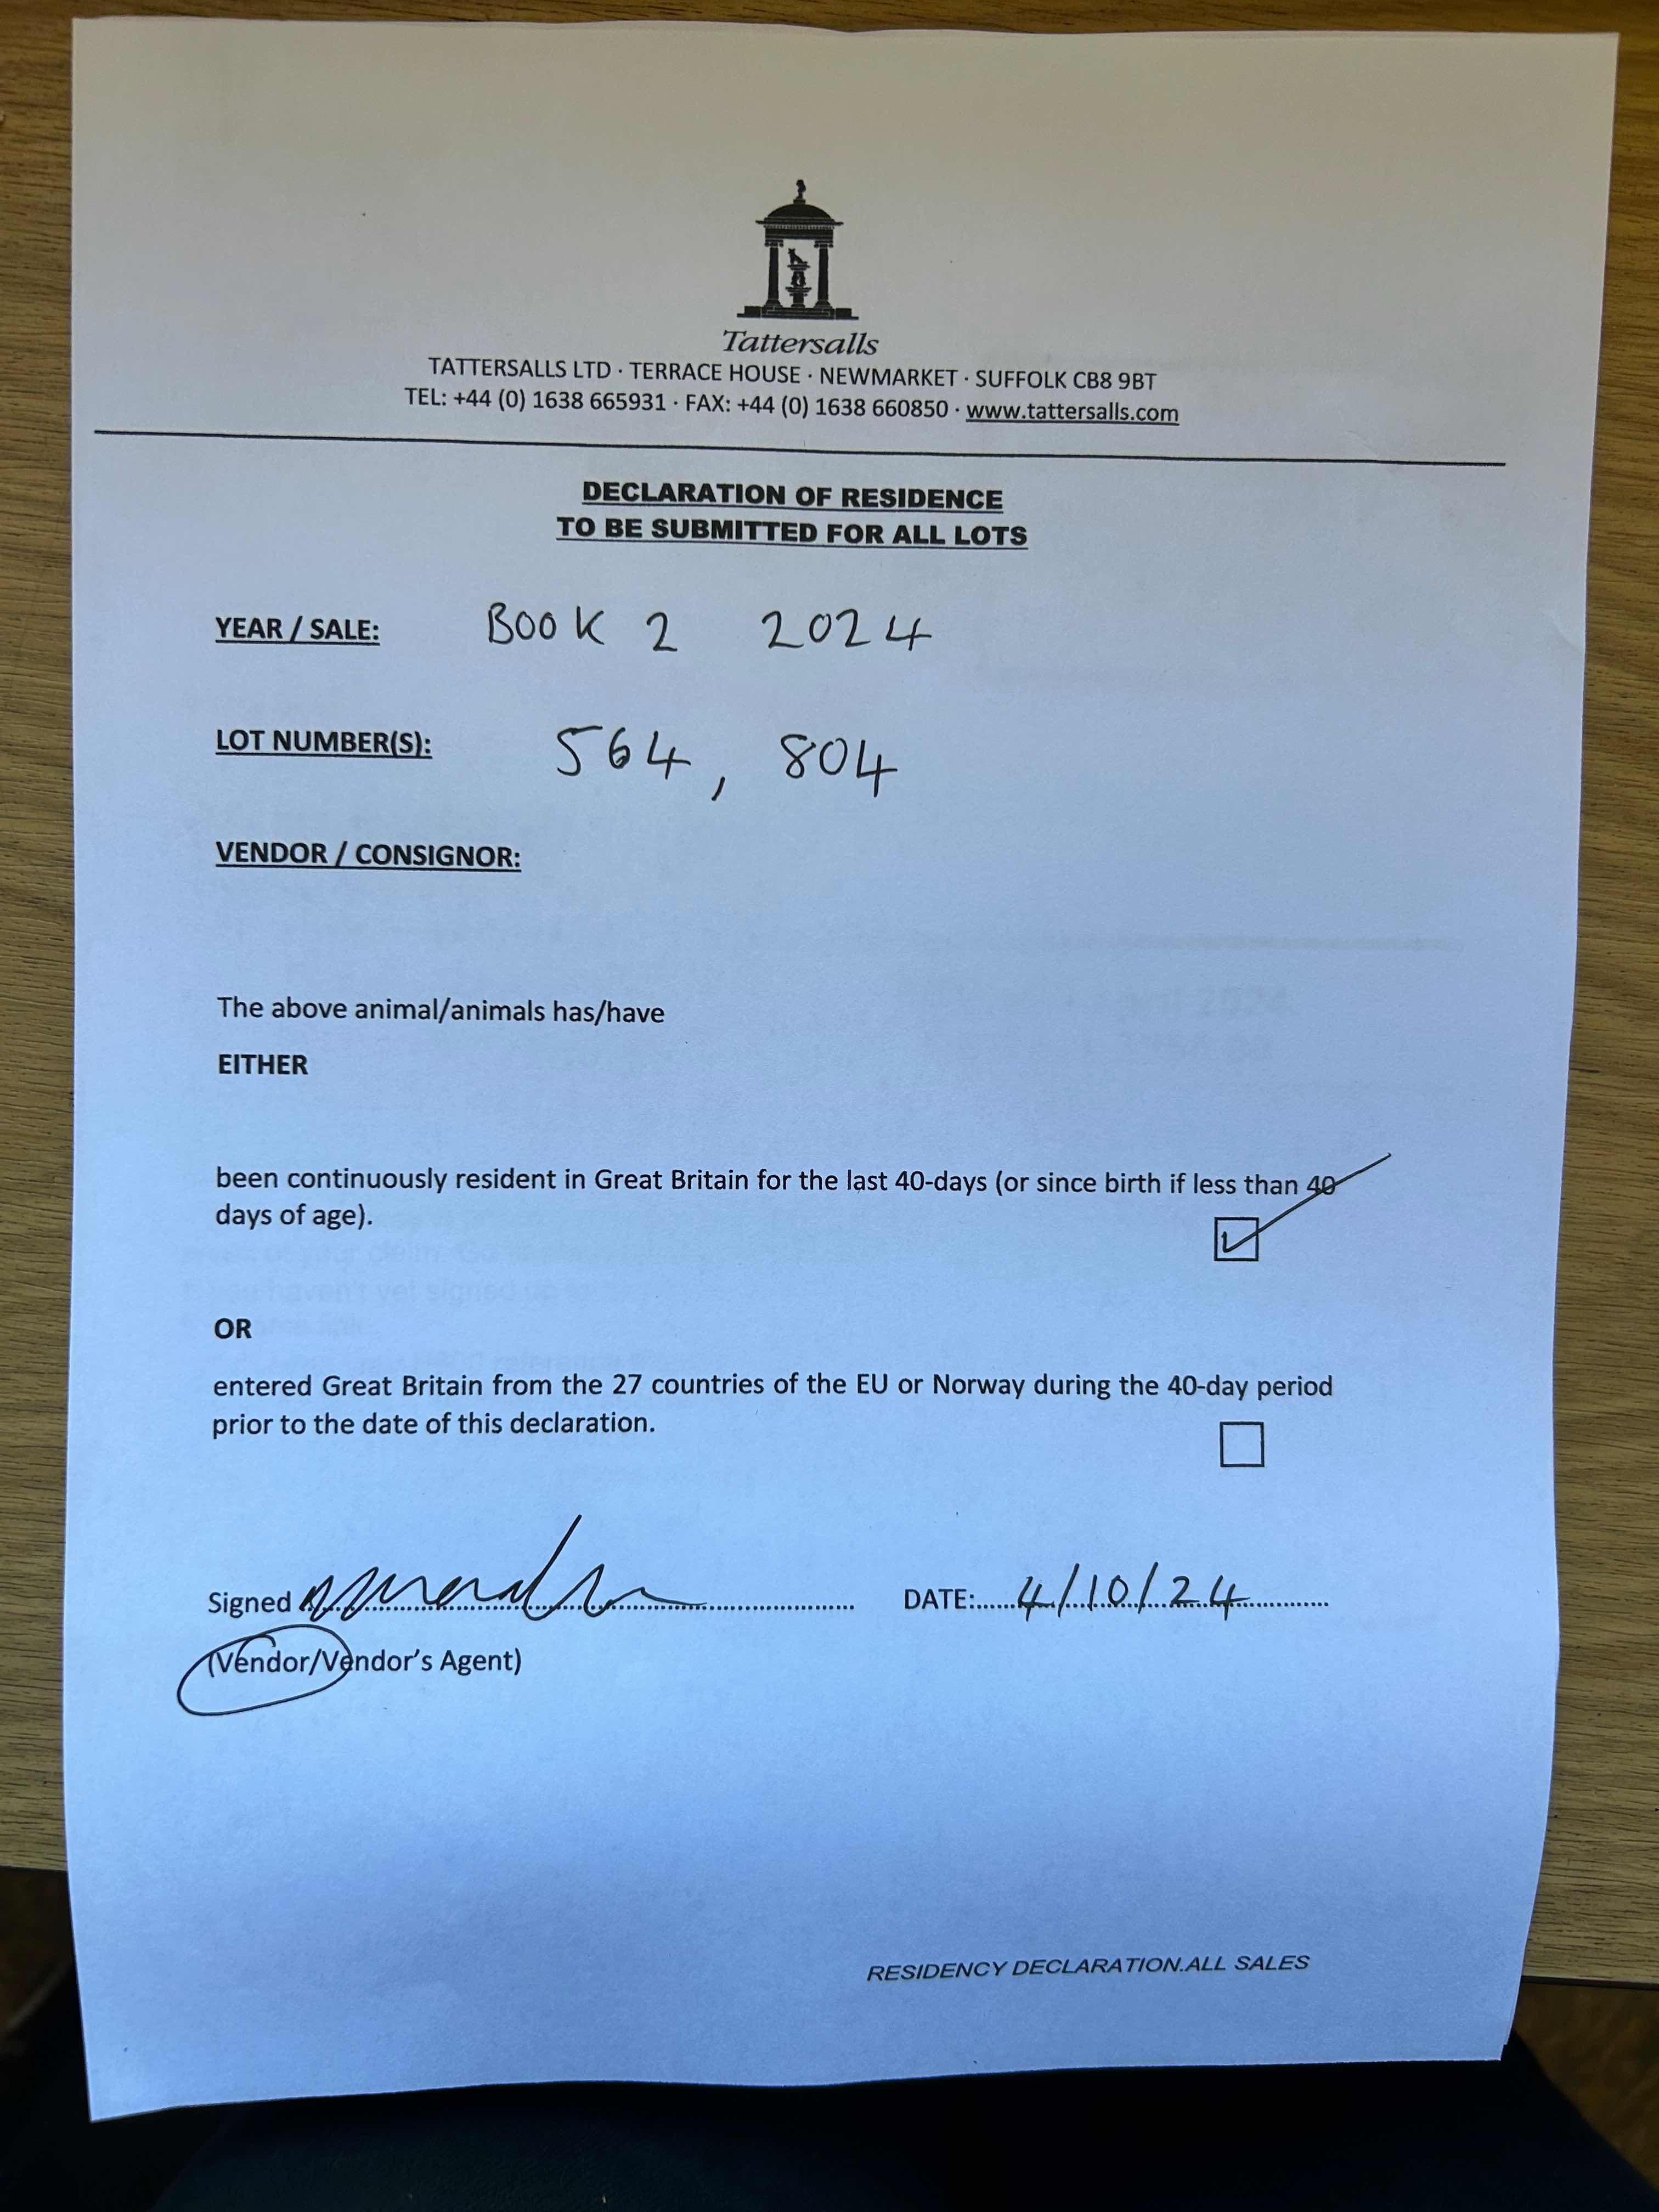 Tattersalls
TATTERSALLS LTD · TERRACE HOUSE · NEWMARKET · SUFFOLK CB8 9BT
TEL: +44 (0) 1638 665931 · FAX: +44 (0) 1638 660850 · www.tattersalls.com
DECLARATION OF RESIDENCE
TO BE SUBMITTED FOR ALL LOTS
YEAR / SALE: BOOK 2 2024
LOT NUMBER(S): 564, 804
VENDOR / CONSIGNOR:
The above animal/animals has/have
EITHER
been continuously resident in Great Britain for the last 40-days (or since birth if less than 40
days of age).
OR
entered Great Britain from the 27 countries of the EU or Norway during the 40-day period
prior to the date of this declaration.
Signed DATE: 4/10/24
(Vendor/Vendor's Agent)
RESIDENCY DECLARATION.ALL SALES